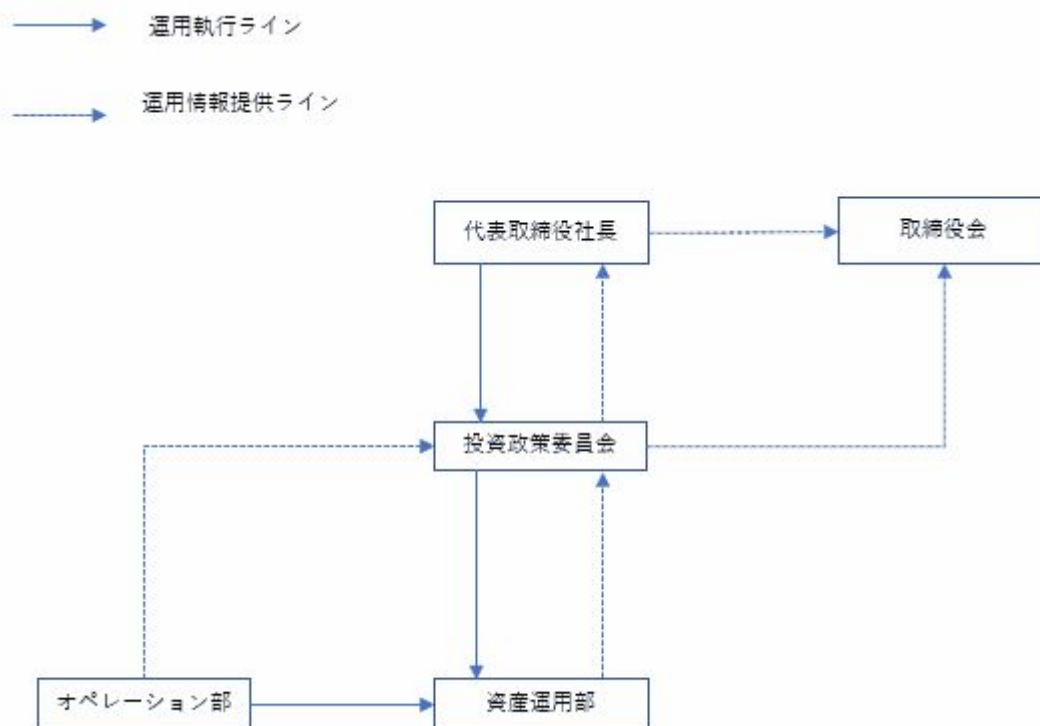 運用執行ライン
運用情報提供ライン
代表取締役社長
取締役会
投資政策委員会
オペレーション部
資産運用部